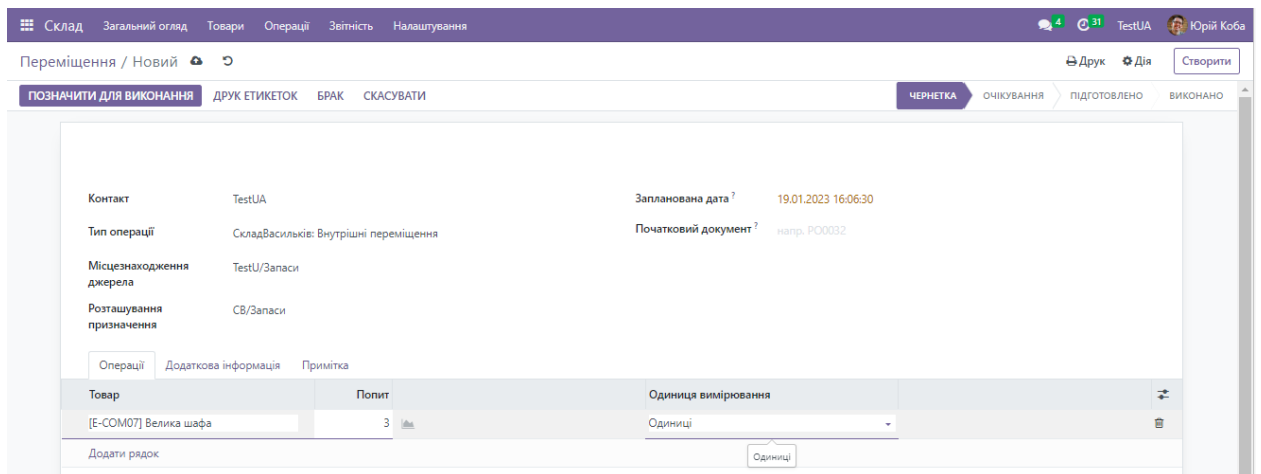 Склад Загальний огляд Товари Операції Звітність Налаштування 4 31 TestUA Юрій Коба
Переміщення / Новий Друк Дія Створити
ПОЗНАЧИТИ ДЛЯ ВИКОНАННЯ ДРУК ЕТИКЕТОК БРАК СКАСУВАТИ ЧЕРНЕТКА ОЧІКУВАННЯ ПІДГОТОВЛЕНО ВИКОНАНО
Контакт TestUA Запланована дата ? 19.01.2023 16:06:30
Тип операції СкладВасильків: Внутрішні переміщення Початковий документ ? напр. PO0032
Місцезнаходження джерела TestU/Запаси
Розташування призначення СВ/Запаси
Операції Додаткова інформація Примітка
Товар Попит Одиниця вимірювання
[E-COM07] Велика шафа 3 Одиниці
Додати рядок Одиниці